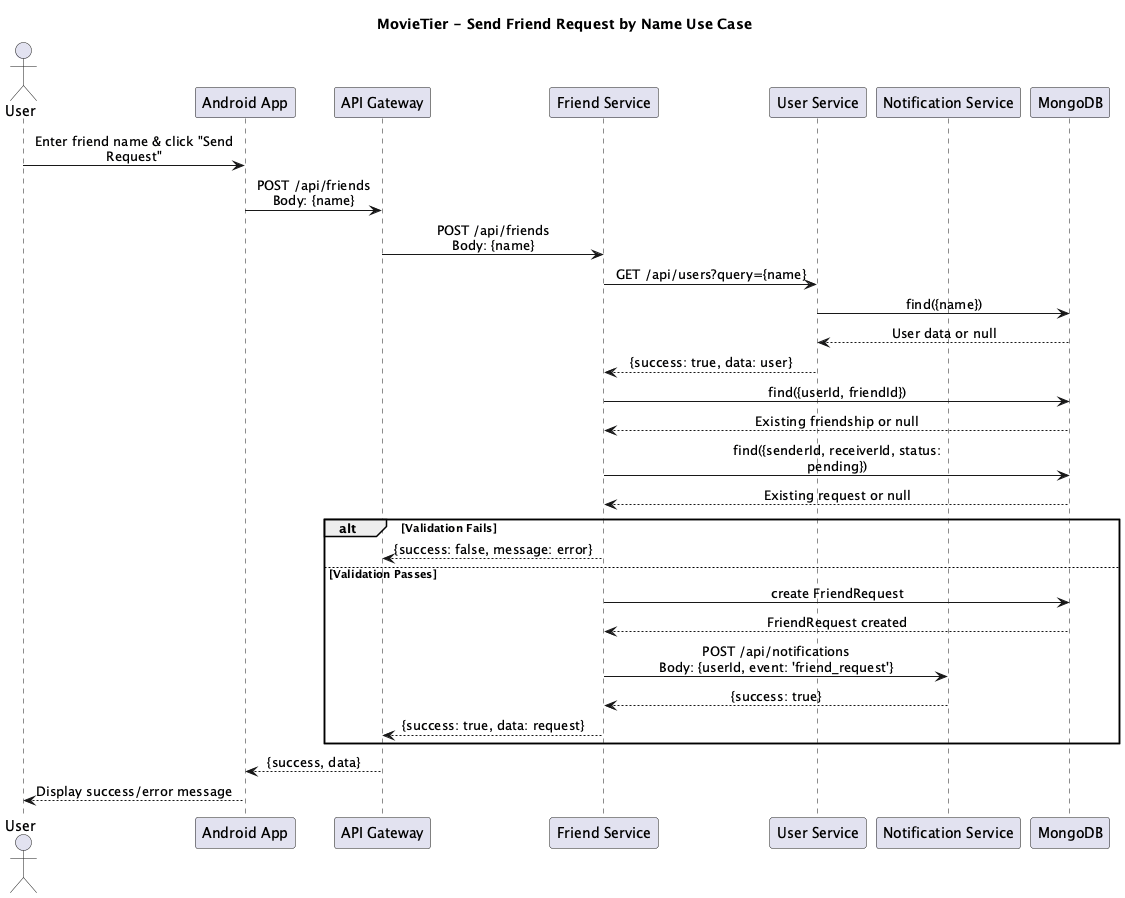 MovieTier - Send Friend Request by Name Use Case
User
Android App
API Gateway
Friend Service
User Service
Notification Service
MongoDB
Enter friend name & click "Send
Request"
POST /api/friends
Body: {name}
POST /api/friends
Body: {name}
GET /api/users?query={name}
find({name})
User data or null
{success: true, data: user}
find({userId, friendId})
Existing friendship or null
find({senderId, receiverId, status:
pending})
Existing request or null
alt
[Validation Fails]
{success: false, message: error}
[Validation Passes]
create FriendRequest
FriendRequest created
POST /api/notifications
Body: {userId, event: 'friend_request'}
{success: true}
{success: true, data: request}
{success, data}
Display success/error message
User
Android App
API Gateway
Friend Service
User Service
Notification Service
MongoDB